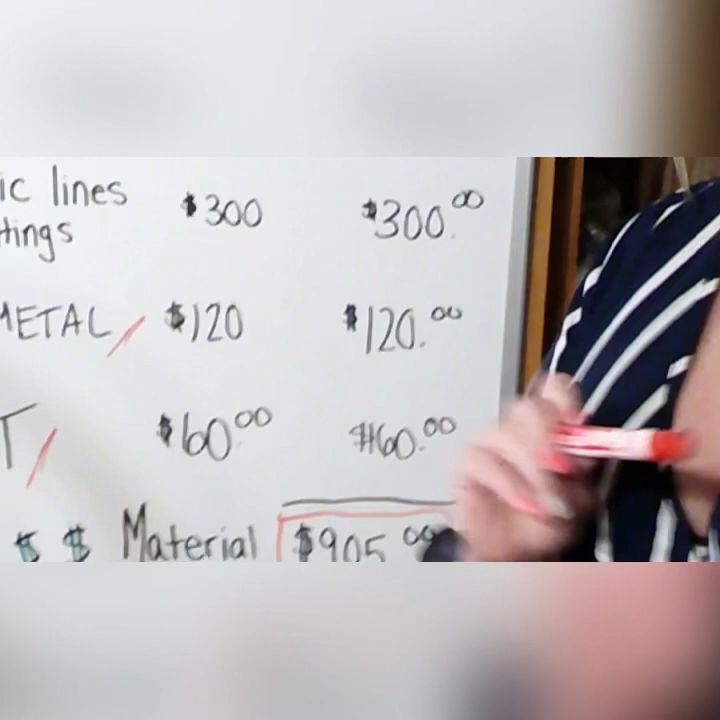 ic lines $300 $300.00
tings
METAL $120 $120.00
T $60.00 $60.00
$ $ Material $905.00